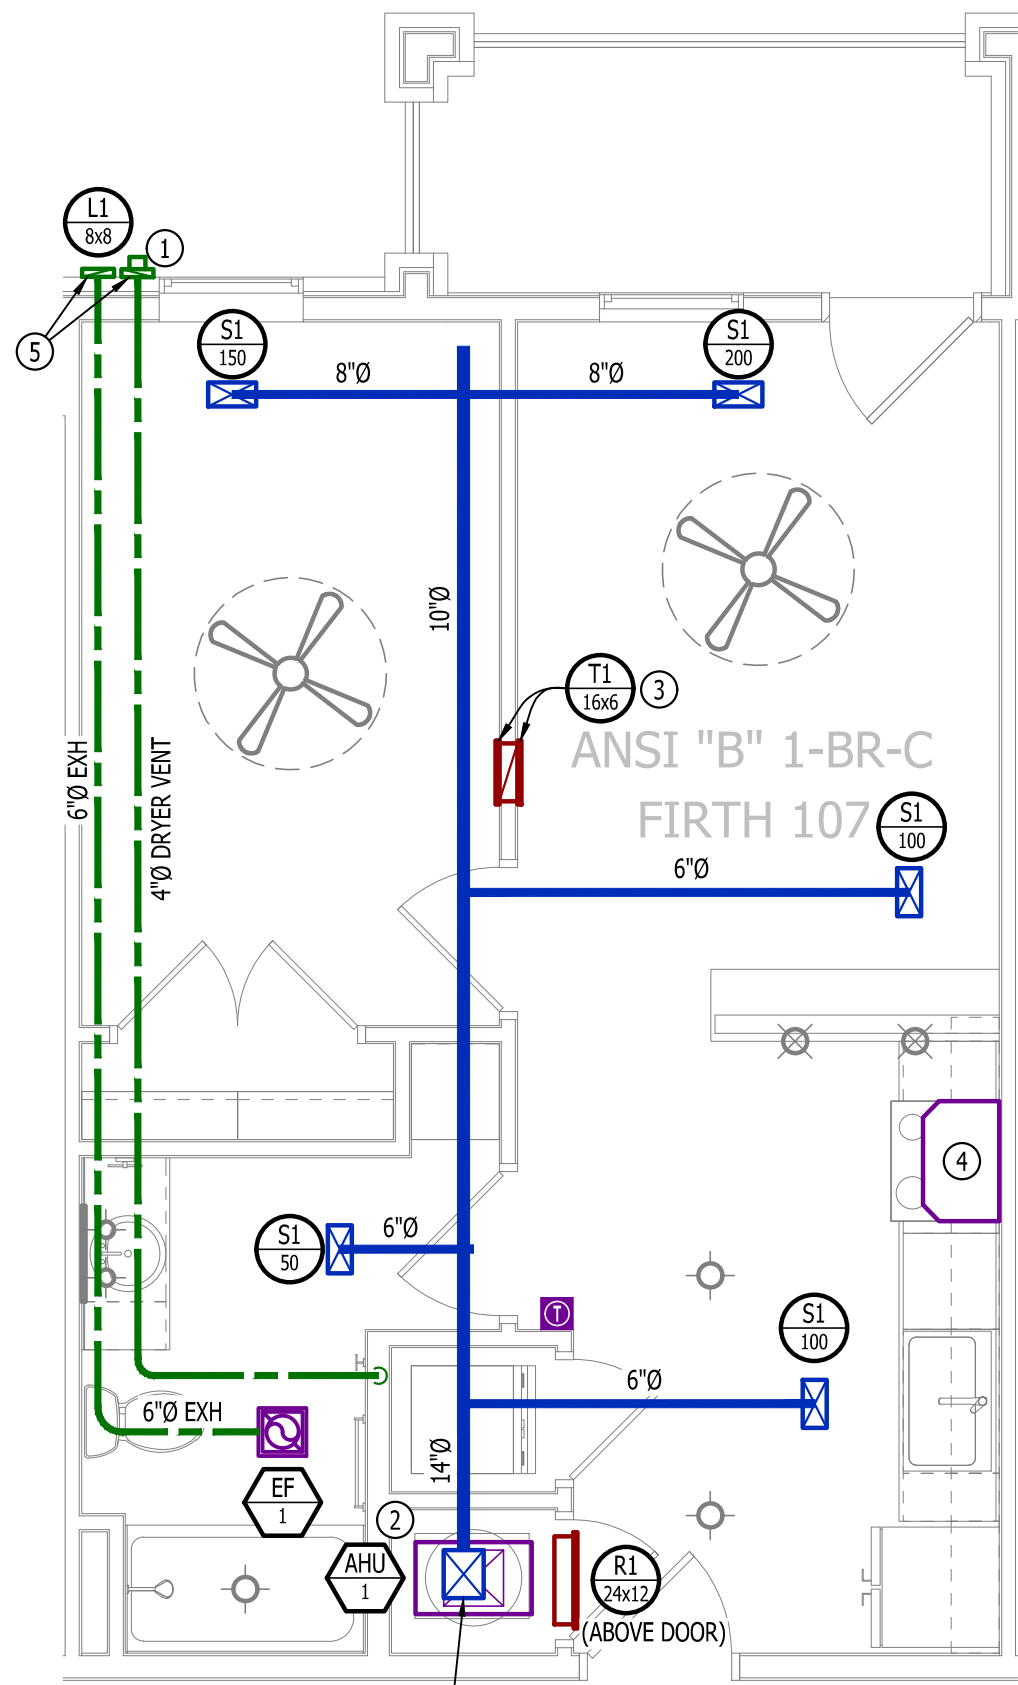 L1
8x8
1
5
S1
150
S1
200
8"Ø
8"Ø
10"Ø
T1
16x6
3
ANSI "B" 1-BR-C
FIRTH 107
6"Ø EXH
4"Ø DRYER VENT
S1
100
6"Ø
4
S1
50
6"Ø
T
S1
100
6"Ø
6"Ø EXH
14"Ø
EF
1
2
AHU
1
R1
24x12
(ABOVE DOOR)